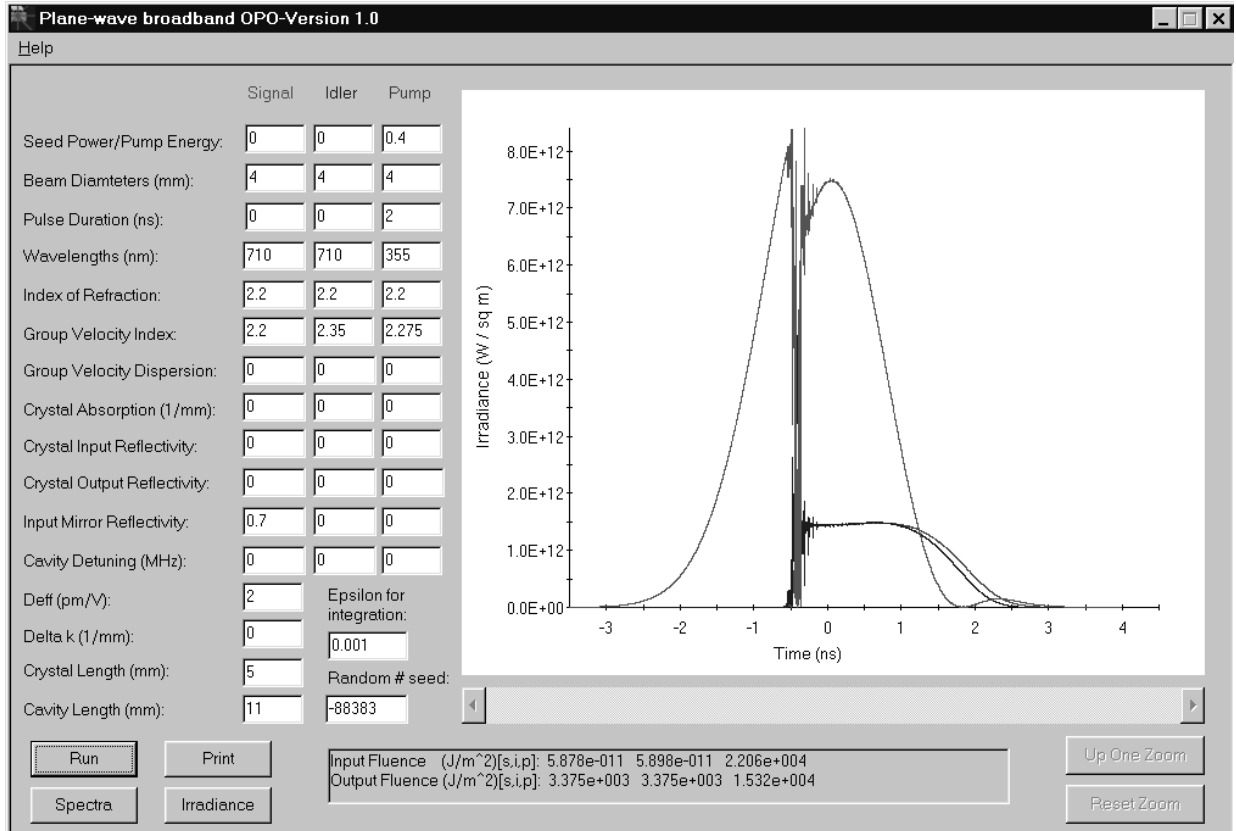 Plane-wave broadband OPO-Version 1.0
Help
Signal Idler Pump
Seed Power/Pump Energy: 0 0 0.4
Beam Diamteters (mm): 4 4 4
Pulse Duration (ns): 0 0 2
Wavelengths (nm): 710 710 355
Index of Refraction: 2.2 2.2 2.2
Group Velocity Index: 2.2 2.35 2.275
Group Velocity Dispersion: 0 0 0
Crystal Absorption (1/mm): 0 0 0
Crystal Input Reflectivity: 0 0 0
Crystal Output Reflectivity: 0 0 0
Input Mirror Reflectivity: 0.7 0 0
Cavity Detuning (MHz): 0 0 0
Deff (pm/V): 2
Delta k (1/mm): 0
Crystal Length (mm): 5
Cavity Length (mm): 11
Epsilon for
integration:
0.001
Random # seed:
-88383
Irradiance (W / sq m)
8.0E+12
7.0E+12
6.0E+12
5.0E+12
4.0E+12
3.0E+12
2.0E+12
1.0E+12
0.0E+00
-3 -2 -1 0 1 2 3 4
Time (ns)
Run Print
Spectra Irradiance
Input Fluence (J/m^2)[s,i,p]: 5.878e-011 5.898e-011 2.206e+004
Output Fluence (J/m^2)[s,i,p]: 3.375e+003 3.375e+003 1.532e+004
Up One Zoom
Reset Zoom